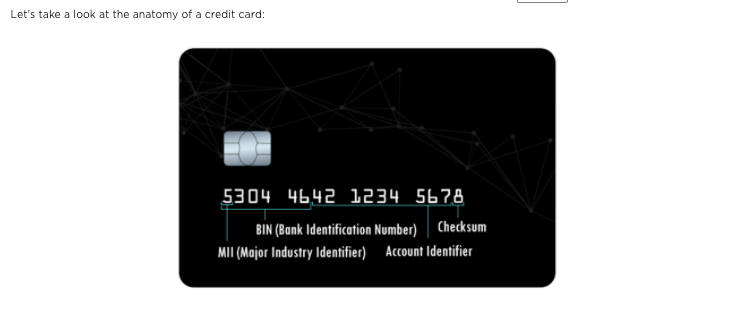 Let's take a look at the anatomy of a credit card:
5304 4642 1234 5678
BIN (Bank Identification Number) Checksum
MII (Major Industry Identifier) Account Identifier